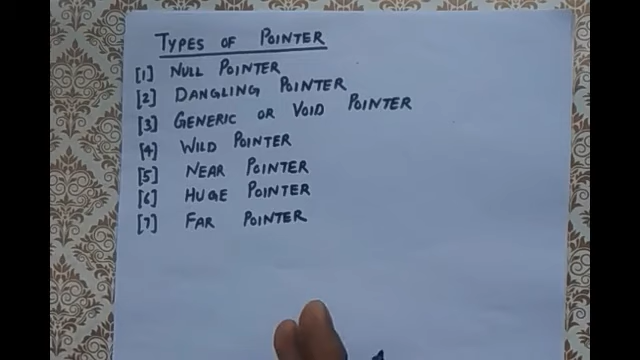 TYPES OF POINTER
[1] NULL POINTER
[2] DANGLING POINTER
[3] GENERIC OR VOID POINTER
[4] WILD POINTER
[5] NEAR POINTER
[6] HUGE POINTER
[7] FAR POINTER